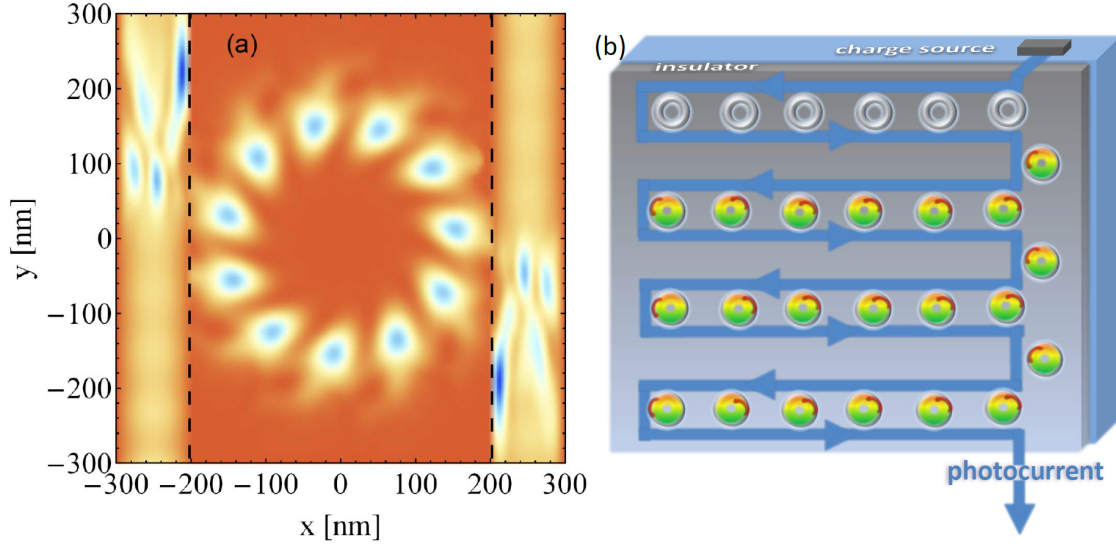 (a)
y [nm]
300
200
100
0
−100
−200
−300
−300 −200 −100 0 100 200 300
x [nm]
(b)
charge source
insulator
photocurrent